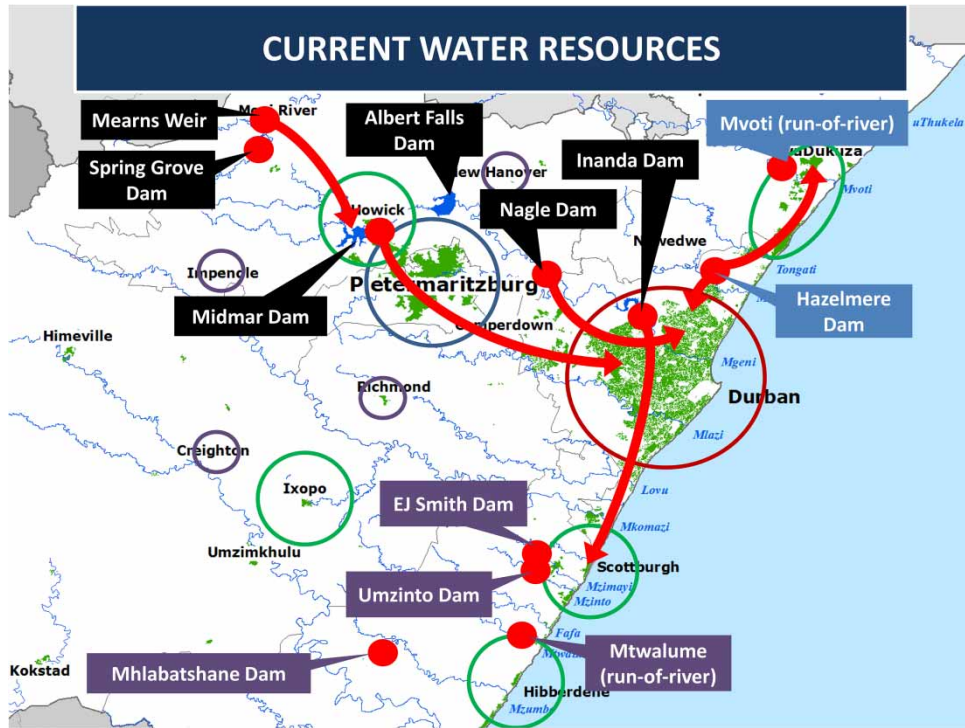 CURRENT WATER RESOURCES
Mearns Weir
Albert Falls
Dam
Mvoti (run-of-river)
uThukela
Spring Grove
Dam
Inanda Dam
Mvoti
New Hanover
Nagle Dam
Howick
Tongati
Impendle
Pietermaritzburg
Hazelmere
Dam
Midmar Dam
Himeville
Camperdown
Mgeni
Richmond
Durban
Mlazi
Creighton
Ixopo
Lovu
EJ Smith Dam
Mkomazi
Umzimkhulu
Scottburgh
Umzinto Dam
Mzimayi
Mzinto
Fafa
Mtwalume
(run-of-river)
Kokstad
Mhlabatshane Dam
Hibberdene
Mzumbe